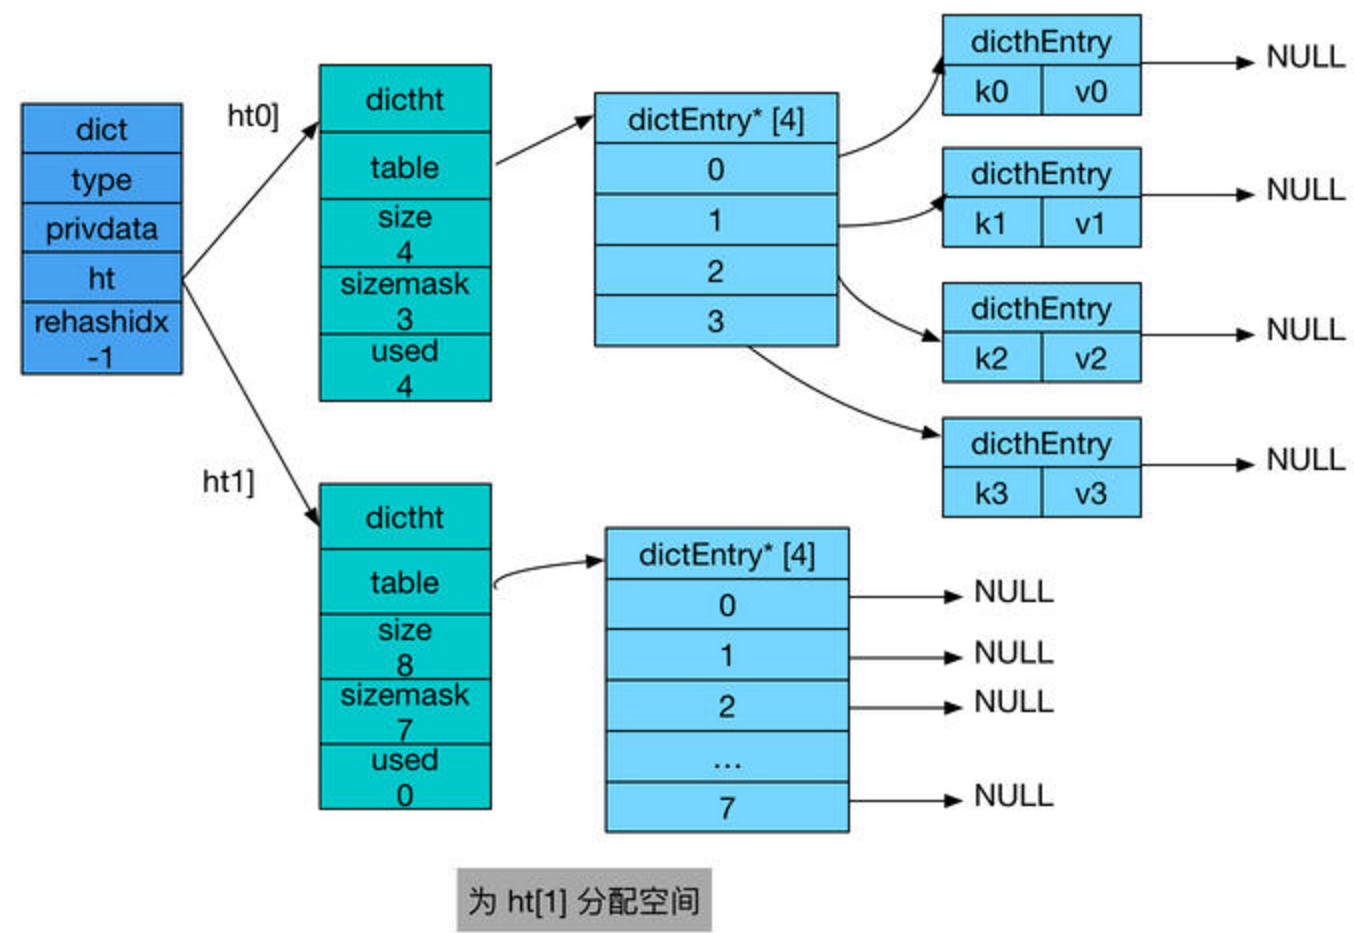 dict
type
privdata
ht
rehashidx
-1
ht0]
dictht
table
size
4
sizemask
3
used
4
dictEntry* [4]
0
1
2
3
dicthEntry
k0 v0
NULL
dicthEntry
k1 v1
NULL
dicthEntry
k2 v2
NULL
dicthEntry
k3 v3
NULL
ht1]
dictht
table
size
8
sizemask
7
used
0
dictEntry* [4]
0 NULL
1 NULL
2 NULL
...
7 NULL
为 ht[1] 分配空间